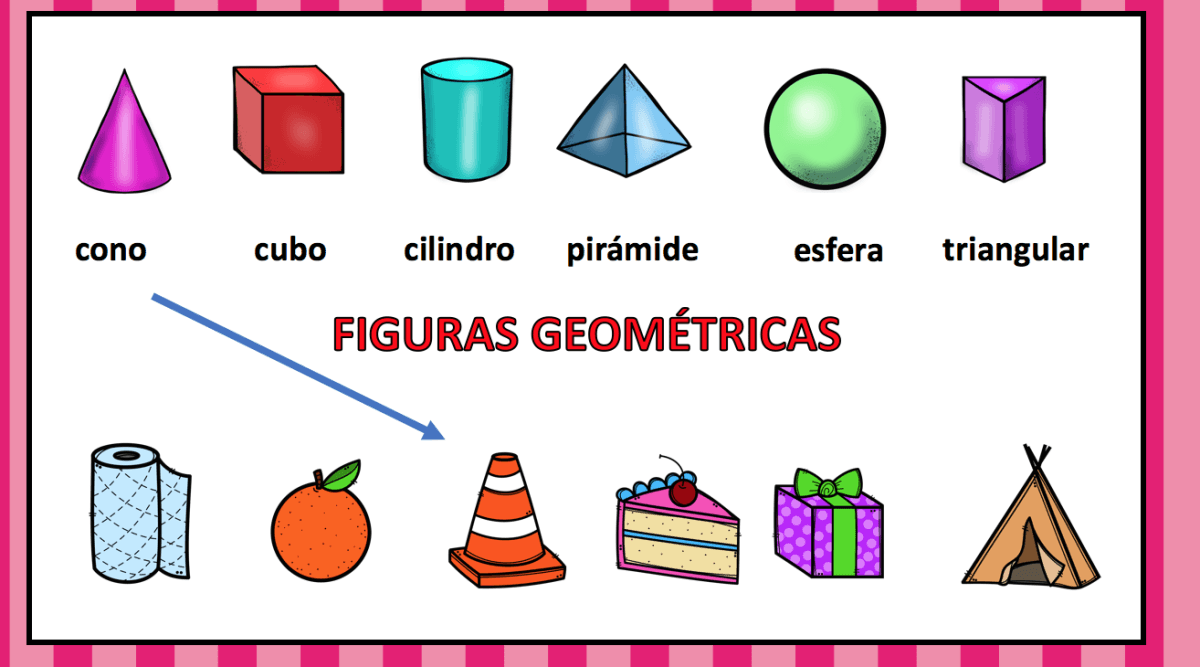 cono cubo cilindro pirámide esfera triangular
FIGURAS GEOMÉTRICAS